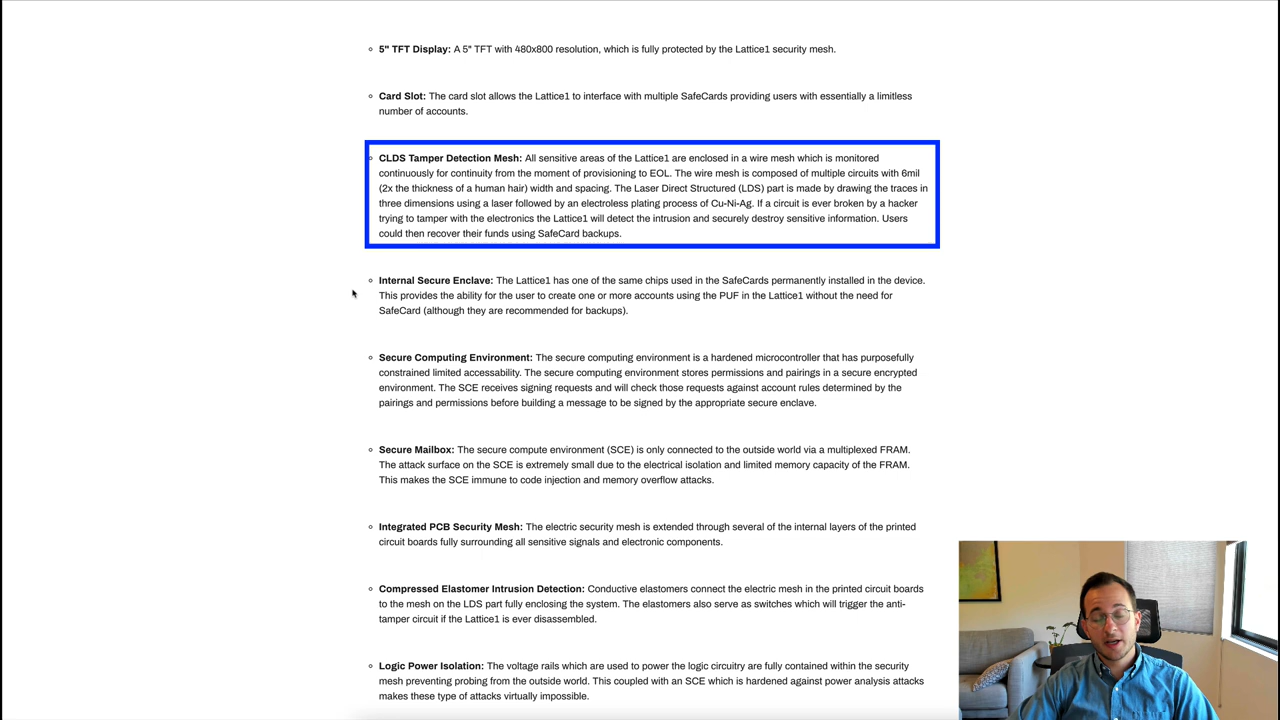 5" TFT Display: A 5" TFT with 480x800 resolution, which is fully protected by the Lattice1 security mesh.
Card Slot: The card slot allows the Lattice1 to interface with multiple SafeCards providing users with essentially a limitless
number of accounts.
CLDS Tamper Detection Mesh: All sensitive areas of the Lattice1 are enclosed in a wire mesh which is monitored
continuously for continuity from the moment of provisioning to EOL. The wire mesh is composed of multiple circuits with 6mil
(2x the thickness of a human hair) width and spacing. The Laser Direct Structured (LDS) part is made by drawing the traces in
three dimensions using a laser followed by an electroless plating process of Cu-Ni-Ag. If a circuit is ever broken by a hacker
trying to tamper with the electronics the Lattice1 will detect the intrusion and securely destroy sensitive information. Users
could then recover their funds using SafeCard backups.
Internal Secure Enclave: The Lattice1 has one of the same chips used in the SafeCards permanently installed in the device.
This provides the ability for the user to create one or more accounts using the PUF in the Lattice1 without the need for
SafeCard (although they are recommended for backups).
Secure Computing Environment: The secure computing environment is a hardened microcontroller that has purposefully
constrained limited accessability. The secure computing environment stores permissions and pairings in a secure encrypted
environment. The SCE receives signing requests and will check those requests against account rules determined by the
pairings and permissions before building a message to be signed by the appropriate secure enclave.
Secure Mailbox: The secure compute environment (SCE) is only connected to the outside world via a multiplexed FRAM.
The attack surface on the SCE is extremely small due to the electrical isolation and limited memory capacity of the FRAM.
This makes the SCE immune to code injection and memory overflow attacks.
Integrated PCB Security Mesh: The electric security mesh is extended through several of the internal layers of the printed
circuit boards fully surrounding all sensitive signals and electronic components.
Compressed Elastomer Intrusion Detection: Conductive elastomers connect the electric mesh in the printed circuit boards
to the mesh on the LDS part fully enclosing the system. The elastomers also serve as switches which will trigger the anti-
tamper circuit if the Lattice1 is ever disassembled.
Logic Power Isolation: The voltage rails which are used to power the logic circuitry are fully contained within the security
mesh preventing probing from the outside world. This coupled with an SCE which is hardened against power analysis attacks
makes these type of attacks virtually impossible.